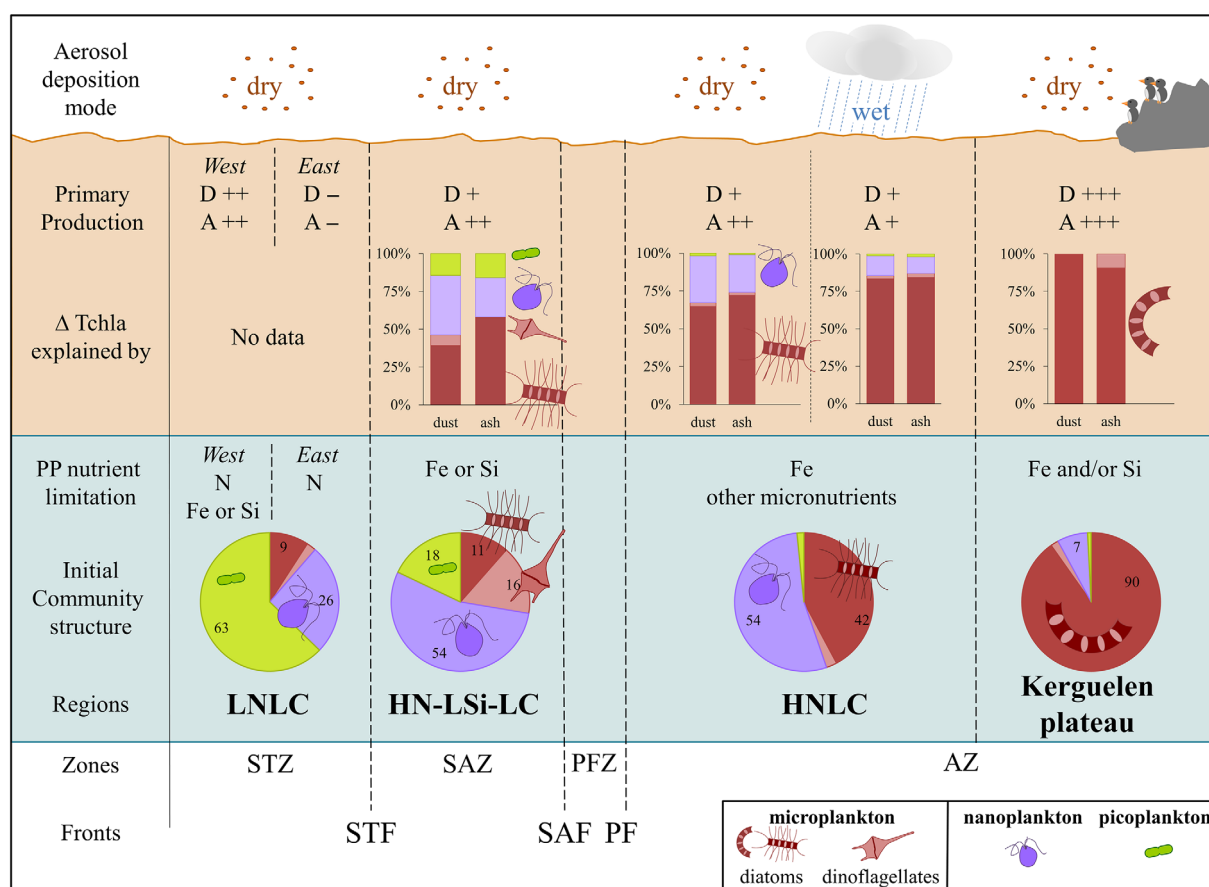 Aerosol
deposition
mode
dry
dry
dry
wet
dry
Primary
Production
West
D ++
A ++
East
D –
A –
D +
A ++
D +
A ++
D +
A +
D +++
A +++
Δ Tchla
explained by
No data
100%
75%
50%
25%
0%
dust
ash
100%
75%
50%
25%
0%
dust
ash
100%
75%
50%
25%
0%
dust
ash
100%
75%
50%
25%
0%
dust
ash
PP nutrient
limitation
West
N
Fe or Si
East
N
Fe or Si
Fe
other micronutrients
Fe and/or Si
Initial
Community
structure
9
26
63
18
11
16
54
54
42
7
90
Regions
LNLC
HN-LSi-LC
HNLC
Kerguelen
plateau
Zones
STZ
SAZ
PFZ
AZ
Fronts
STF
SAF
PF
microplankton
diatoms
dinoflagellates
nanoplankton
picoplankton